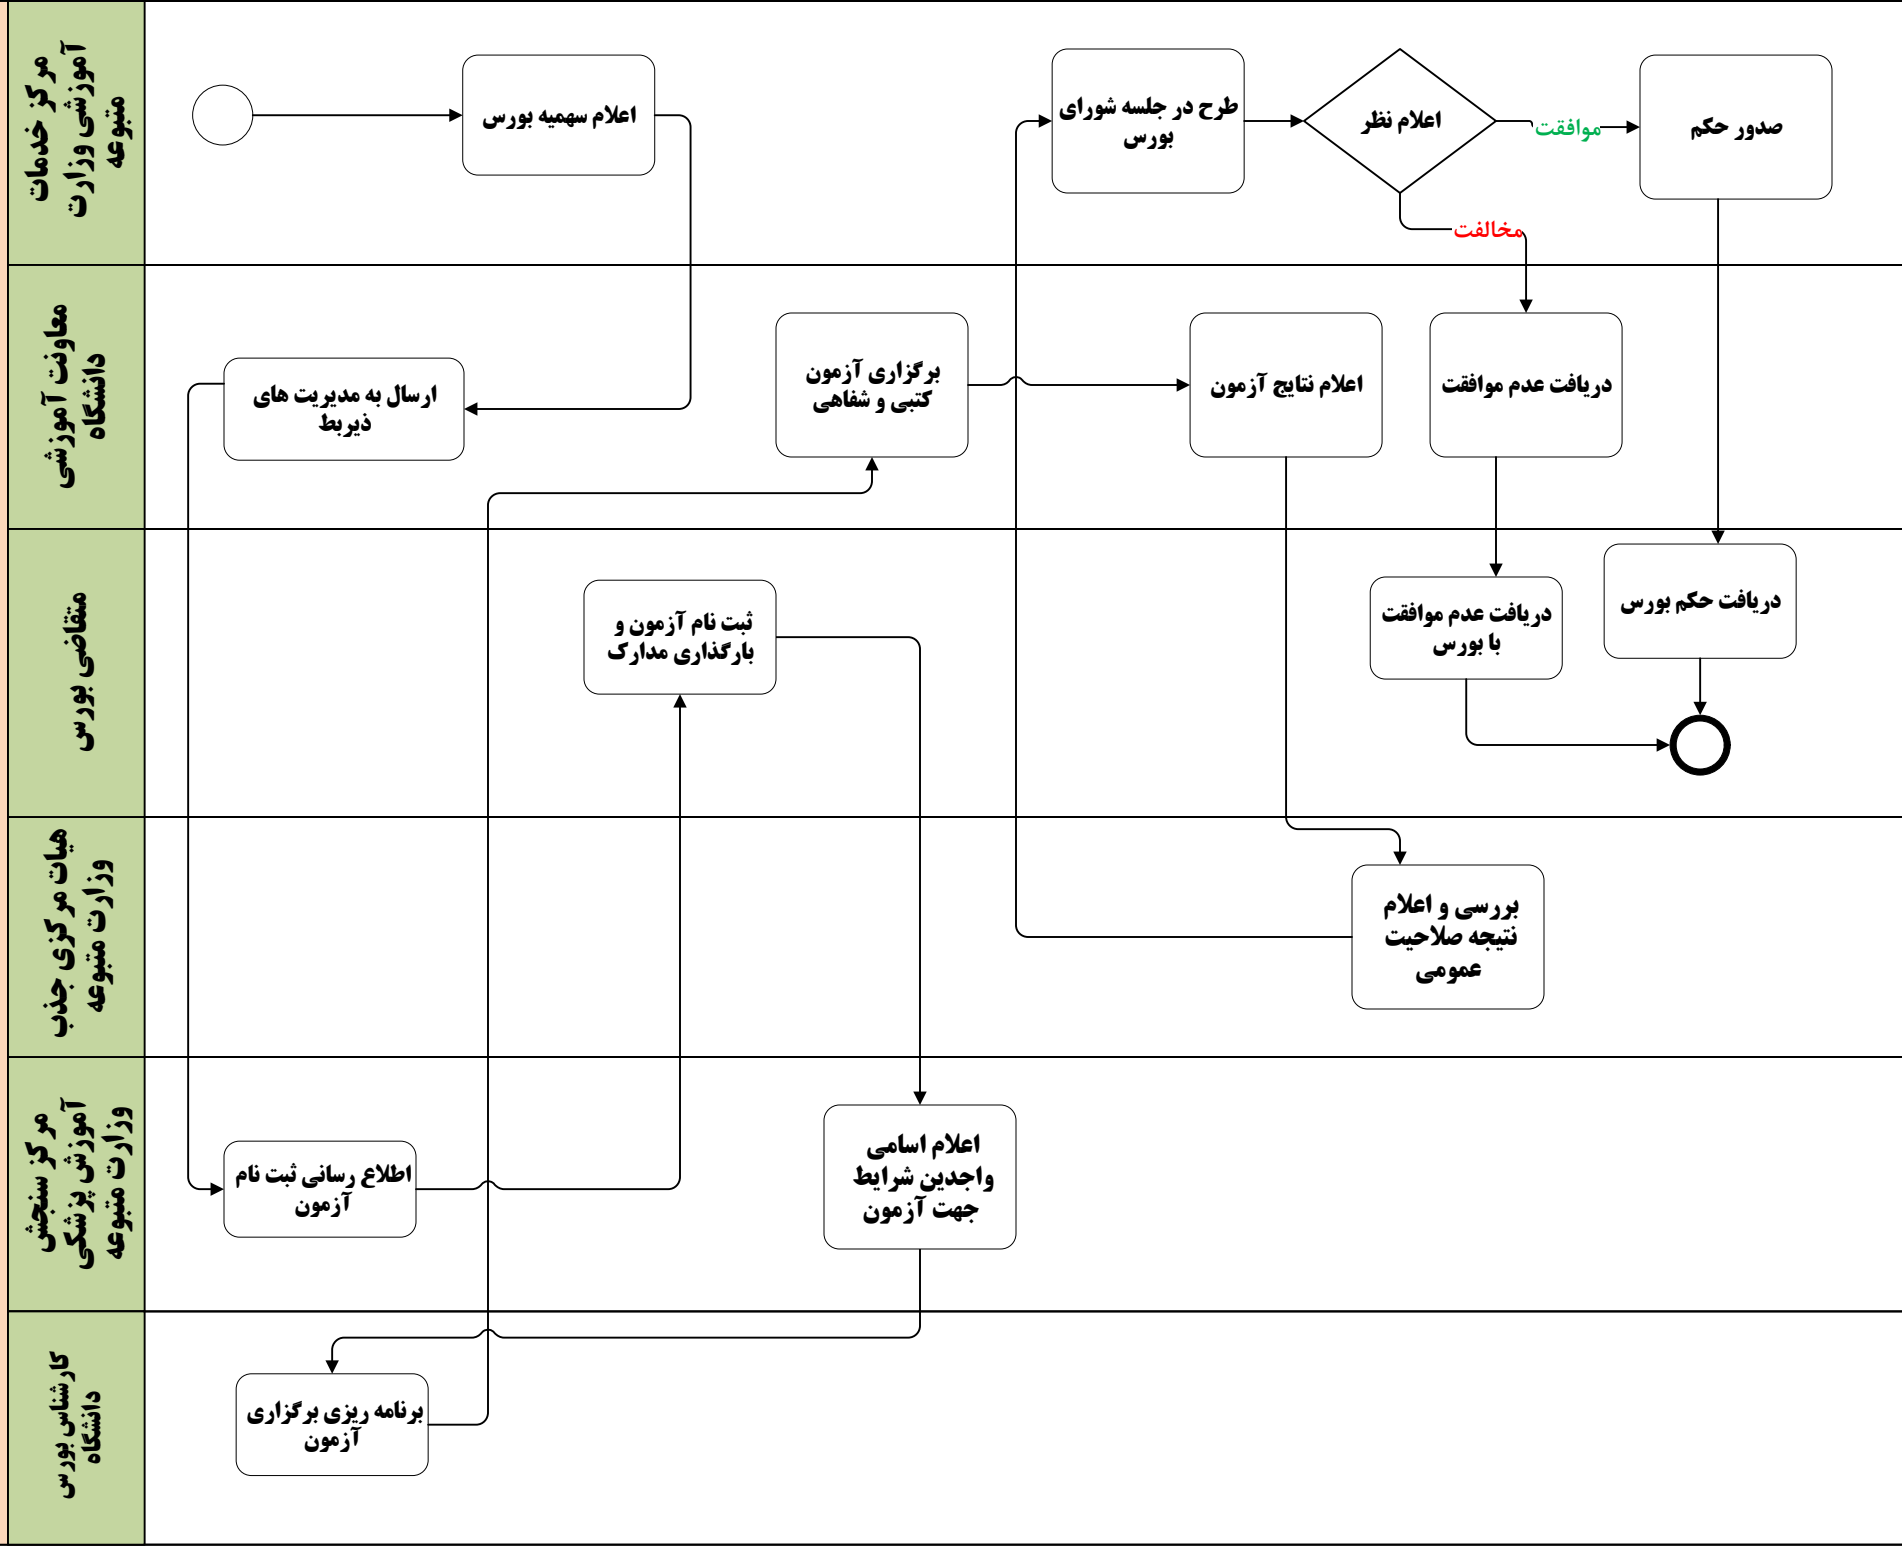 مرکز خدمات
آموزشی وزارت
متبوعه
اعلام سهمیه بورس
طرح در جلسه شورای
بورس
اعلام نظر
موافقت
صدور حکم
مخالفت
معاونت آموزشی
دانشگاه
ارسال به مدیریت های
ذیربط
برگزاری آزمون
کتبی و شفاهی
اعلام نتایج آزمون
دریافت عدم موافقت
متقاضی بورس
ثبت نام آزمون و
بارگذاری مدارک
دریافت عدم موافقت
با بورس
دریافت حکم بورس
هیات مرکزی جذب
وزارت متبوعه
بررسی و اعلام
نتیجه صلاحیت
عمومی
مرکز سنجش
آموزش پزشکی
وزارت متبوعه
اطلاع رسانی ثبت نام
آزمون
اعلام اسامی
واجدین شرایط
جهت آزمون
کارشناس بورس
دانشگاه
برنامه ریزی برگزاری
آزمون